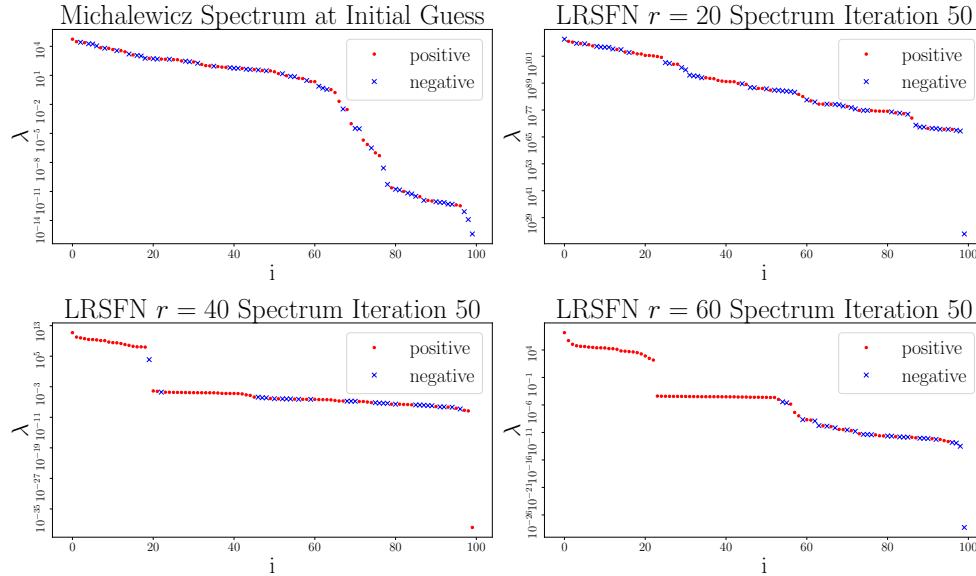 Michalewicz Spectrum at Initial Guess
positive
negative
λ
10^4
10^1
10^−2
10^−5
10^−8
10^−11
10^−14
0 20 40 60 80 100
i
LRSFN r = 20 Spectrum Iteration 50
positive
negative
λ
10^101
10^89
10^77
10^65
10^53
10^41
10^29
0 20 40 60 80 100
i
LRSFN r = 40 Spectrum Iteration 50
positive
negative
λ
10^13
10^5
10^−3
10^−11
10^−19
10^−27
10^−35
0 20 40 60 80 100
i
LRSFN r = 60 Spectrum Iteration 50
positive
negative
λ
10^4
10^−1
10^−6
10^−11
10^−16
10^−21
10^−26
0 20 40 60 80 100
i